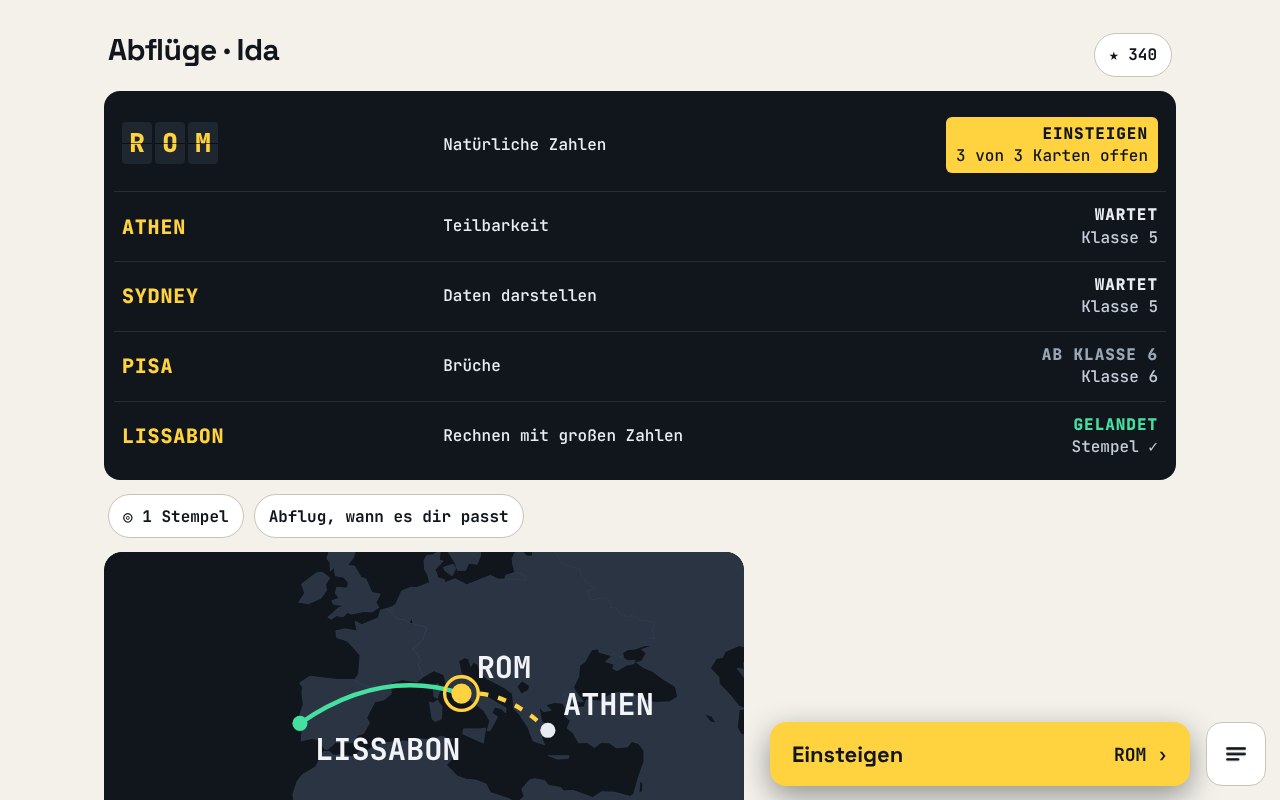 Abflüge · Ida
★ 340
ROM
Natürliche Zahlen
EINSTEIGEN
3 von 3 Karten offen
ATHEN
Teilbarkeit
WARTET
Klasse 5
SYDNEY
Daten darstellen
WARTET
Klasse 5
PISA
Brüche
AB KLASSE 6
Klasse 6
LISSABON
Rechnen mit großen Zahlen
GELANDET
Stempel ✓
◎ 1 Stempel
Abflug, wann es dir passt
ROM
ATHEN
LISSABON
Einsteigen
ROM ›